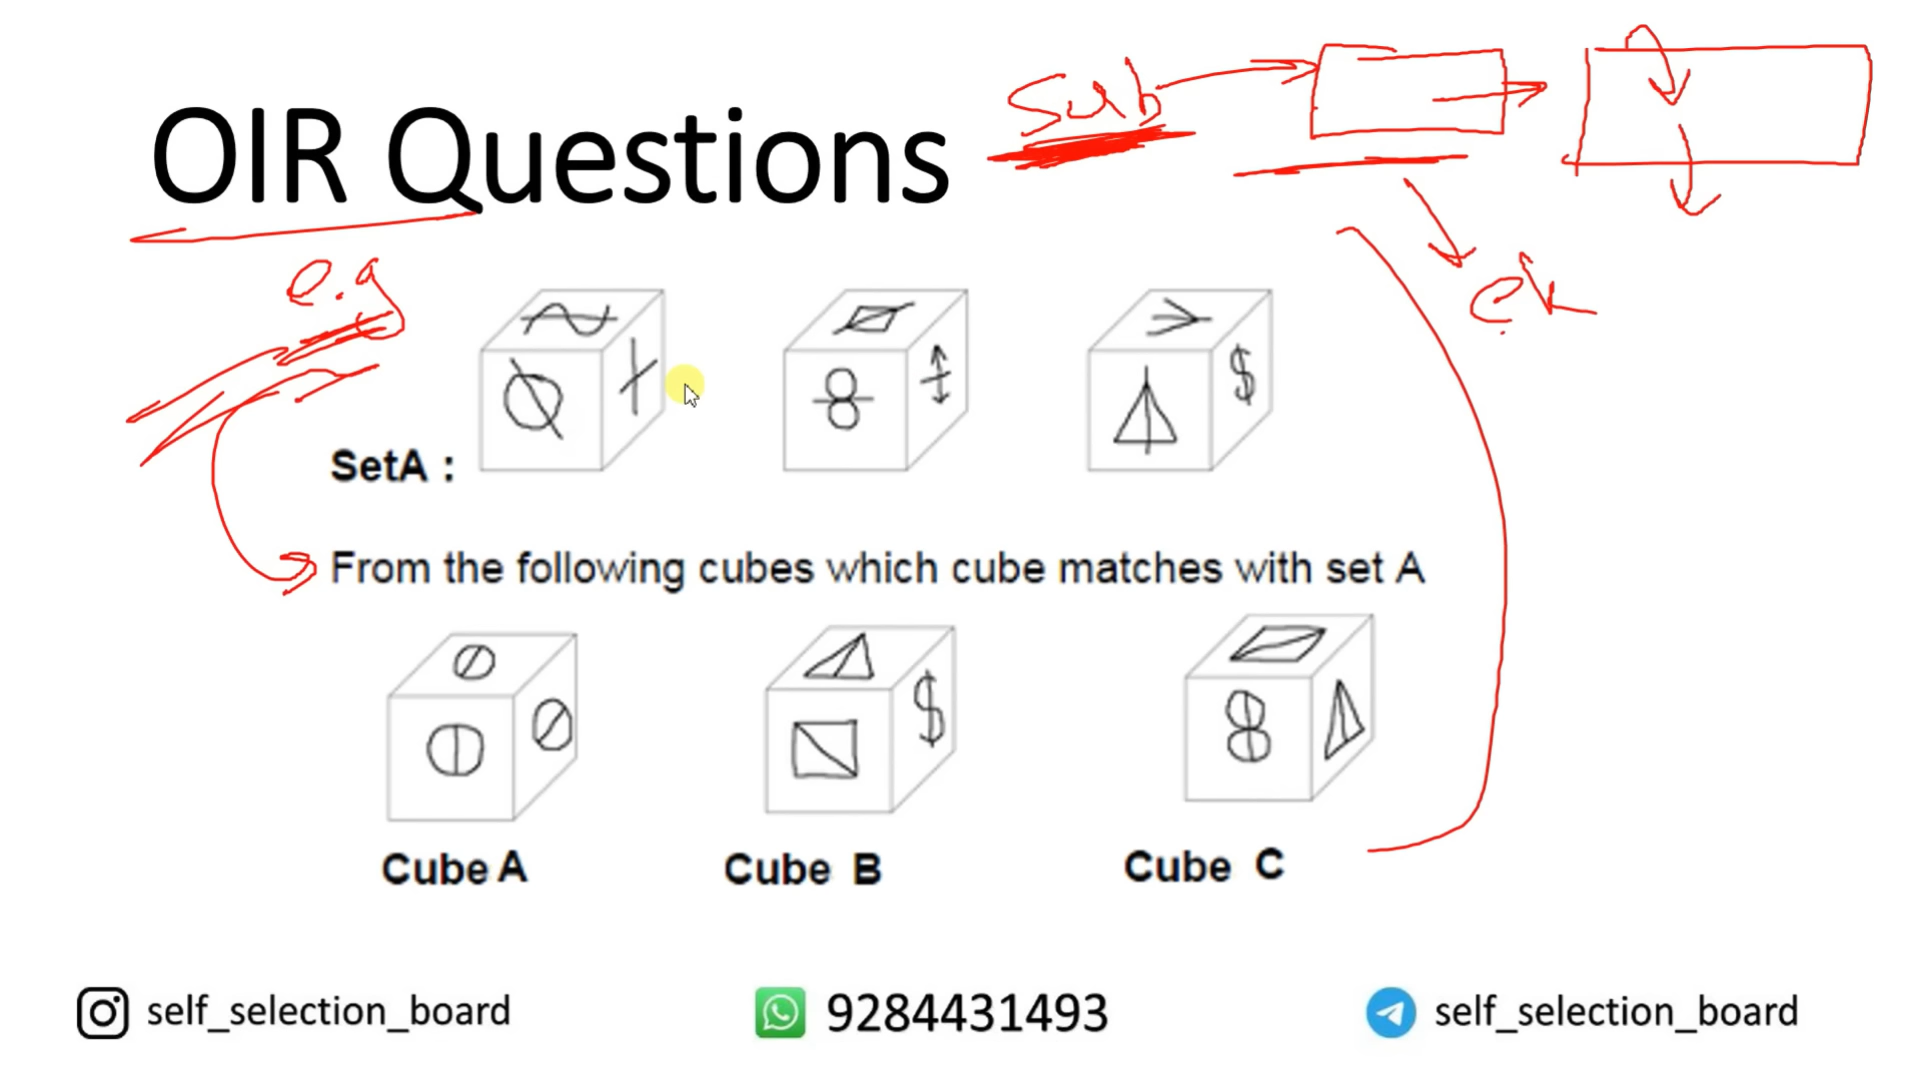 OIR Questions
Sub
e.g
ek
SetA :
From the following cubes which cube matches with set A
Cube A
Cube B
Cube C
self_selection_board
9284431493
self_selection_board